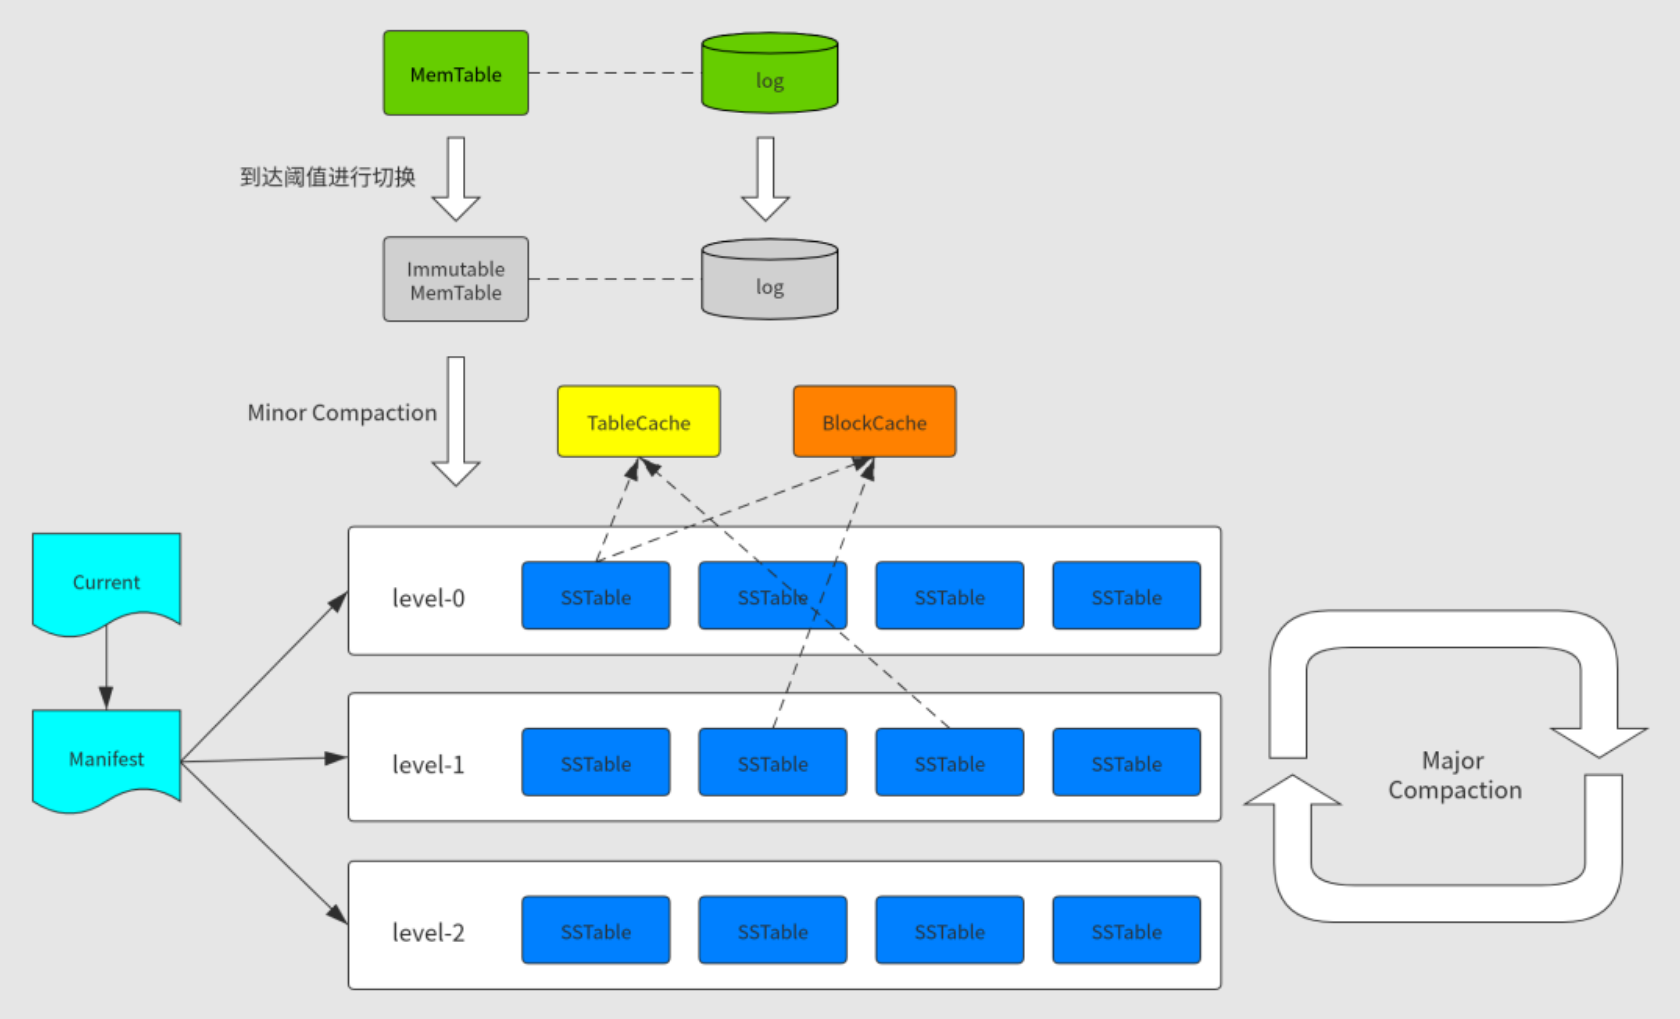 MemTable
log
到达阈值进行切换
Immutable
MemTable
log
Minor Compaction
TableCache
BlockCache
Current
level-0
SSTable
SSTable
SSTable
SSTable
Manifest
level-1
SSTable
SSTable
SSTable
SSTable
Major
Compaction
level-2
SSTable
SSTable
SSTable
SSTable